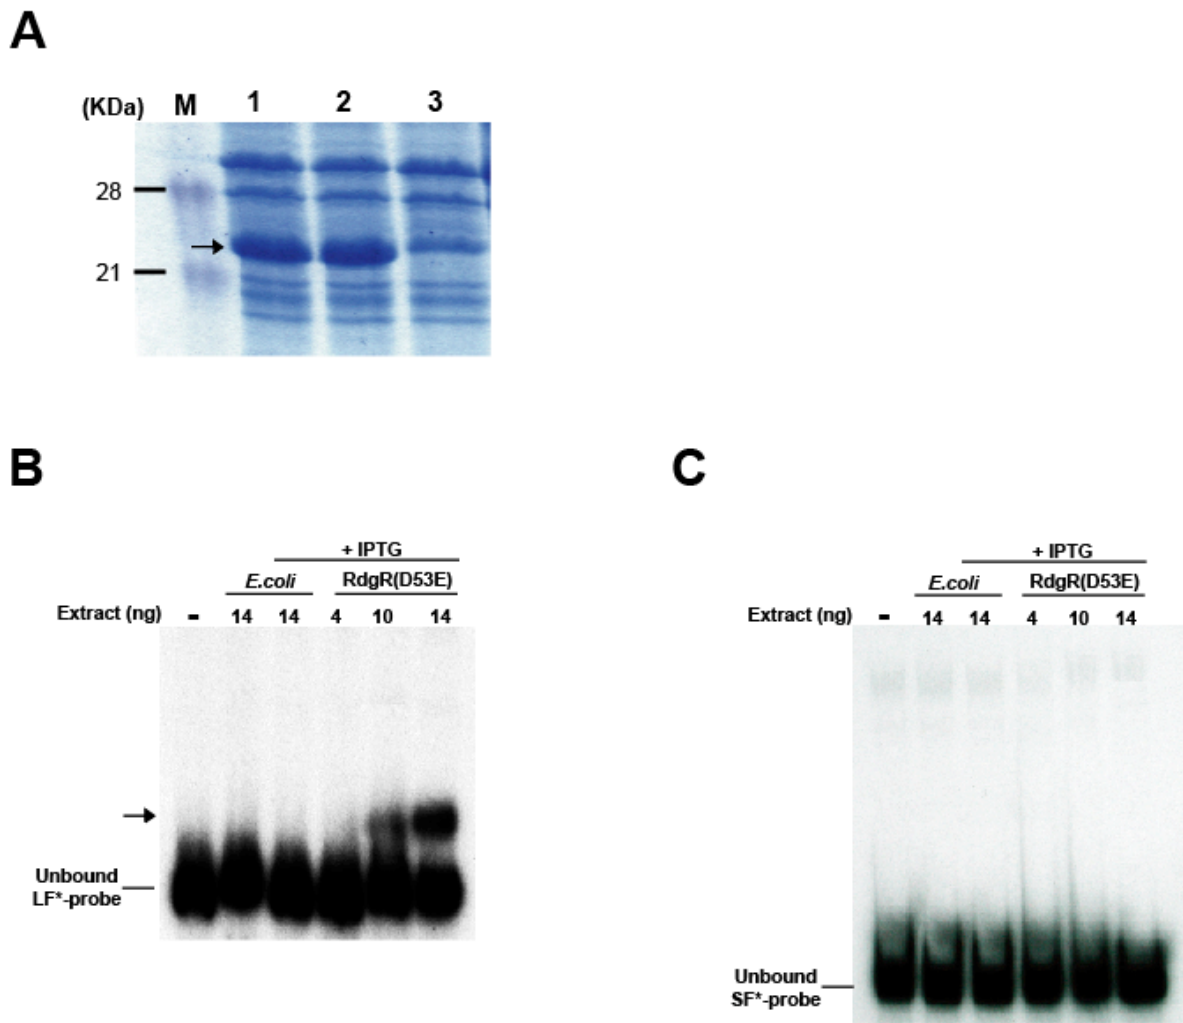 A
(KDa) M 1 2 3
28
21
B
+ IPTG
E.coli RdgR(D53E)
Extract (ng) - 14 14 4 10 14
Unbound
LF*-probe
C
+ IPTG
E.coli RdgR(D53E)
Extract (ng) - 14 14 4 10 14
Unbound
SF*-probe